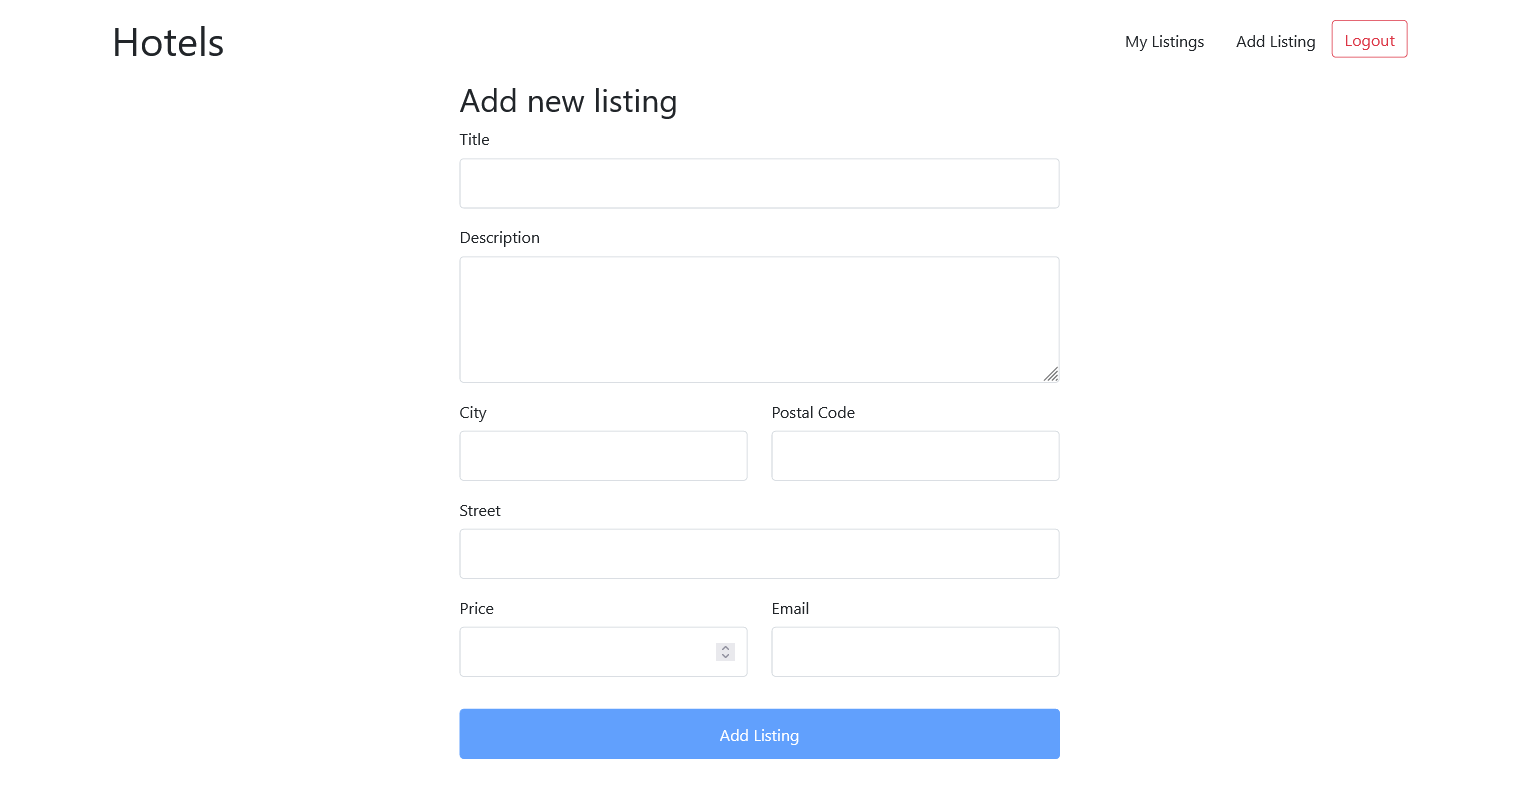 Hotels
My Listings Add Listing Logout
Add new listing
Title
Description
City Postal Code
Street
Price Email
Add Listing